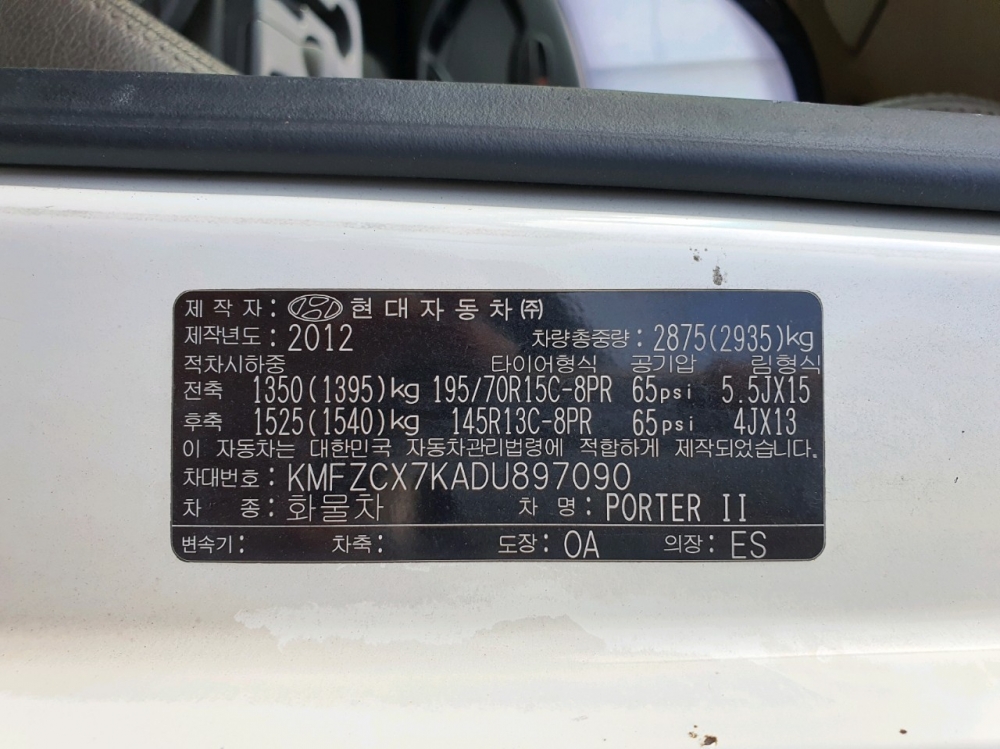 제 작 자 : 현대자동차㈜
제작년도 : 2012 차량총중량 : 2875(2935)kg
적차시하중 타이어형식 공기압 림형식
전축 1350(1395)kg 195/70R15C-8PR 65psi 5.5JX15
후축 1525(1540)kg 145R13C-8PR 65psi 4JX13
이 자동차는 대한민국 자동차관리법령에 적합하게 제작되었습니다.
차대번호 : KMFZCX7KADU897090
차 종 : 화물차 차 명 : PORTER II
변속기 : 차축 : 도장 : OA 의장 : ES